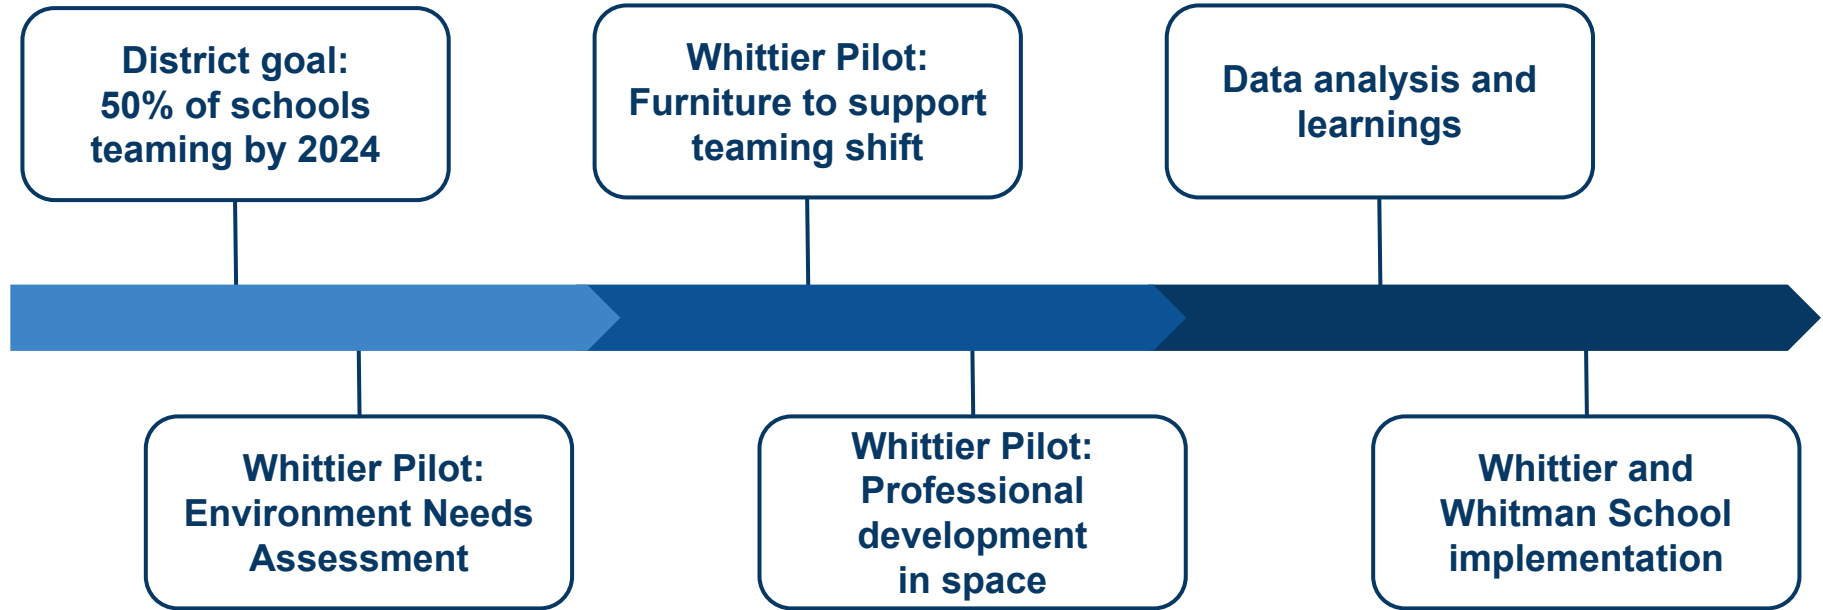 District goal:
50% of schools
teaming by 2024
Whittier Pilot:
Furniture to support
teaming shift
Data analysis and
learnings
Whittier Pilot:
Environment Needs
Assessment
Whittier Pilot:
Professional
development
in space
Whittier and
Whitman School
implementation